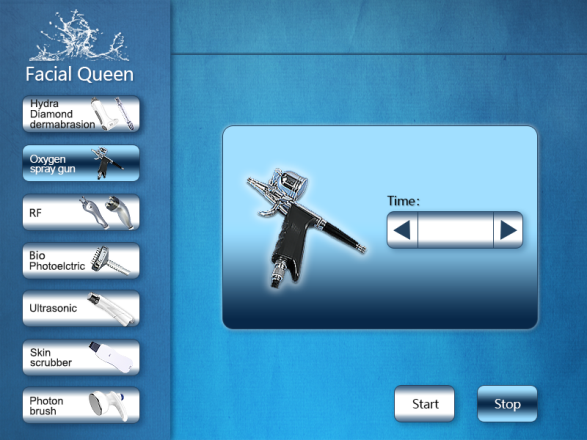 Facial Queen
Hydra
Diamond
dermabrasion
Oxygen
spray gun
RF
Bio
Photoelctric
Ultrasonic
Skin
scrubber
Photon
brush
Time:
Start
Stop